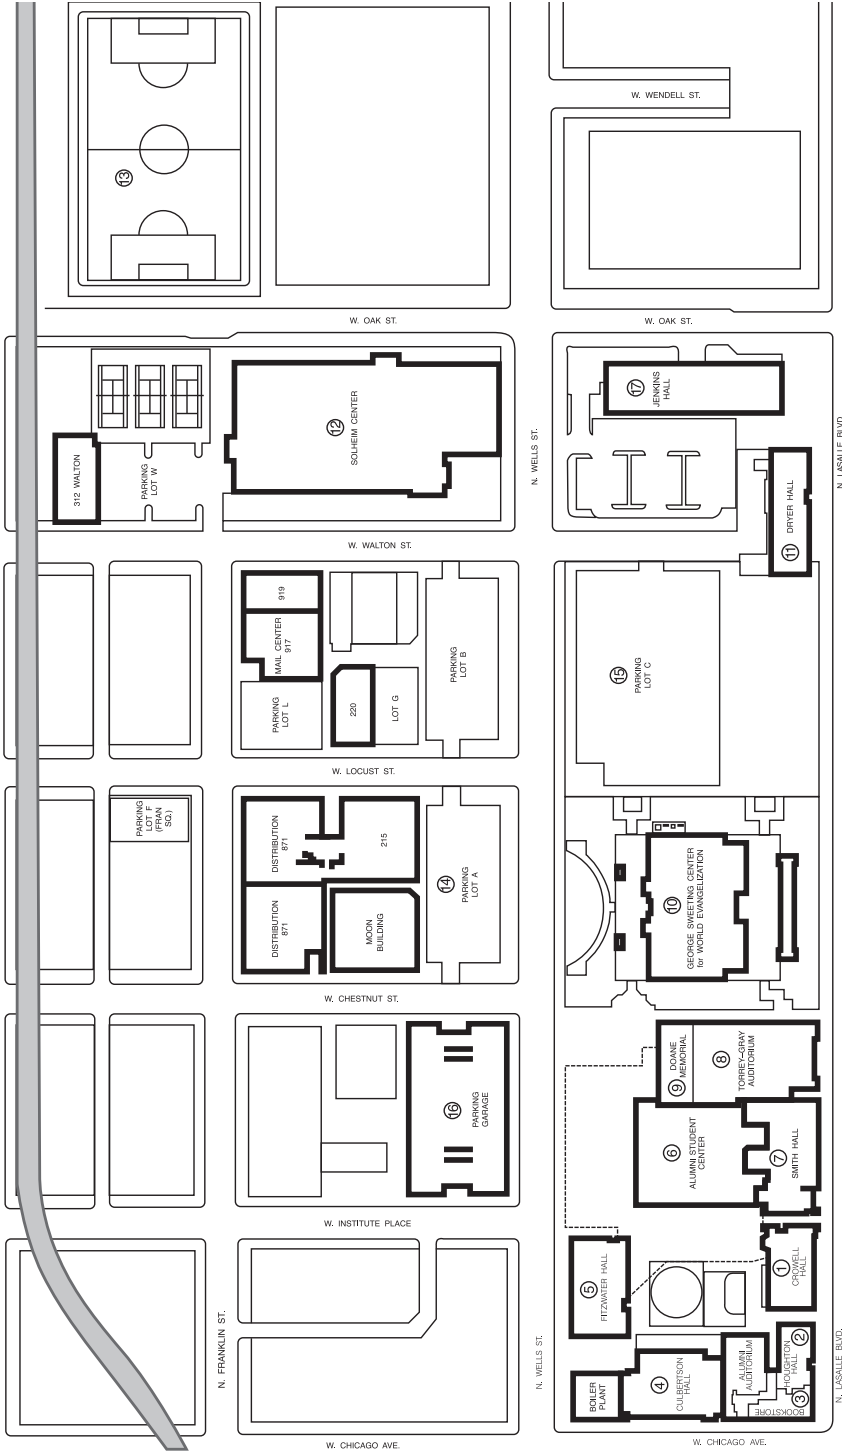 W. WENDELL ST.
13
W. OAK ST.
W. OAK ST.
17
JENKINS
HALL
12
SOLHEIM CENTER
312 WALTON
PARKING
LOT W
N. WELLS ST.
N. LASALLE BLVD.
11
DRYER HALL
W. WALTON ST.
919
MAIL CENTER
917
PARKING
LOT L
220
LOT G
PARKING
LOT B
15
PARKING
LOT C
W. LOCUST ST.
PARKING
LOT F
(FRAN
SQ.)
DISTRIBUTION
871
215
DISTRIBUTION
871
MOON
BUILDING
14
PARKING
LOT A
10
GEORGE SWEETING CENTER
for WORLD EVANGELIZATION
W. CHESTNUT ST.
16
PARKING
GARAGE
9
DOANE
MEMORIAL
8
TORREY-GRAY
AUDITORIUM
6
ALUMNI STUDENT
CENTER
7
SMITH HALL
W. INSTITUTE PLACE
5
FITZWATER HALL
1
CROWELL
HALL
N. FRANKLIN ST.
N. WELLS ST.
N. LASALLE BLVD.
BOILER
PLANT
4
CULBERTSON
HALL
ALUMNI
AUDITORIUM
2
HOUGHTON
HALL
3
BOOKSTORE
W. CHICAGO AVE.
W. CHICAGO AVE.